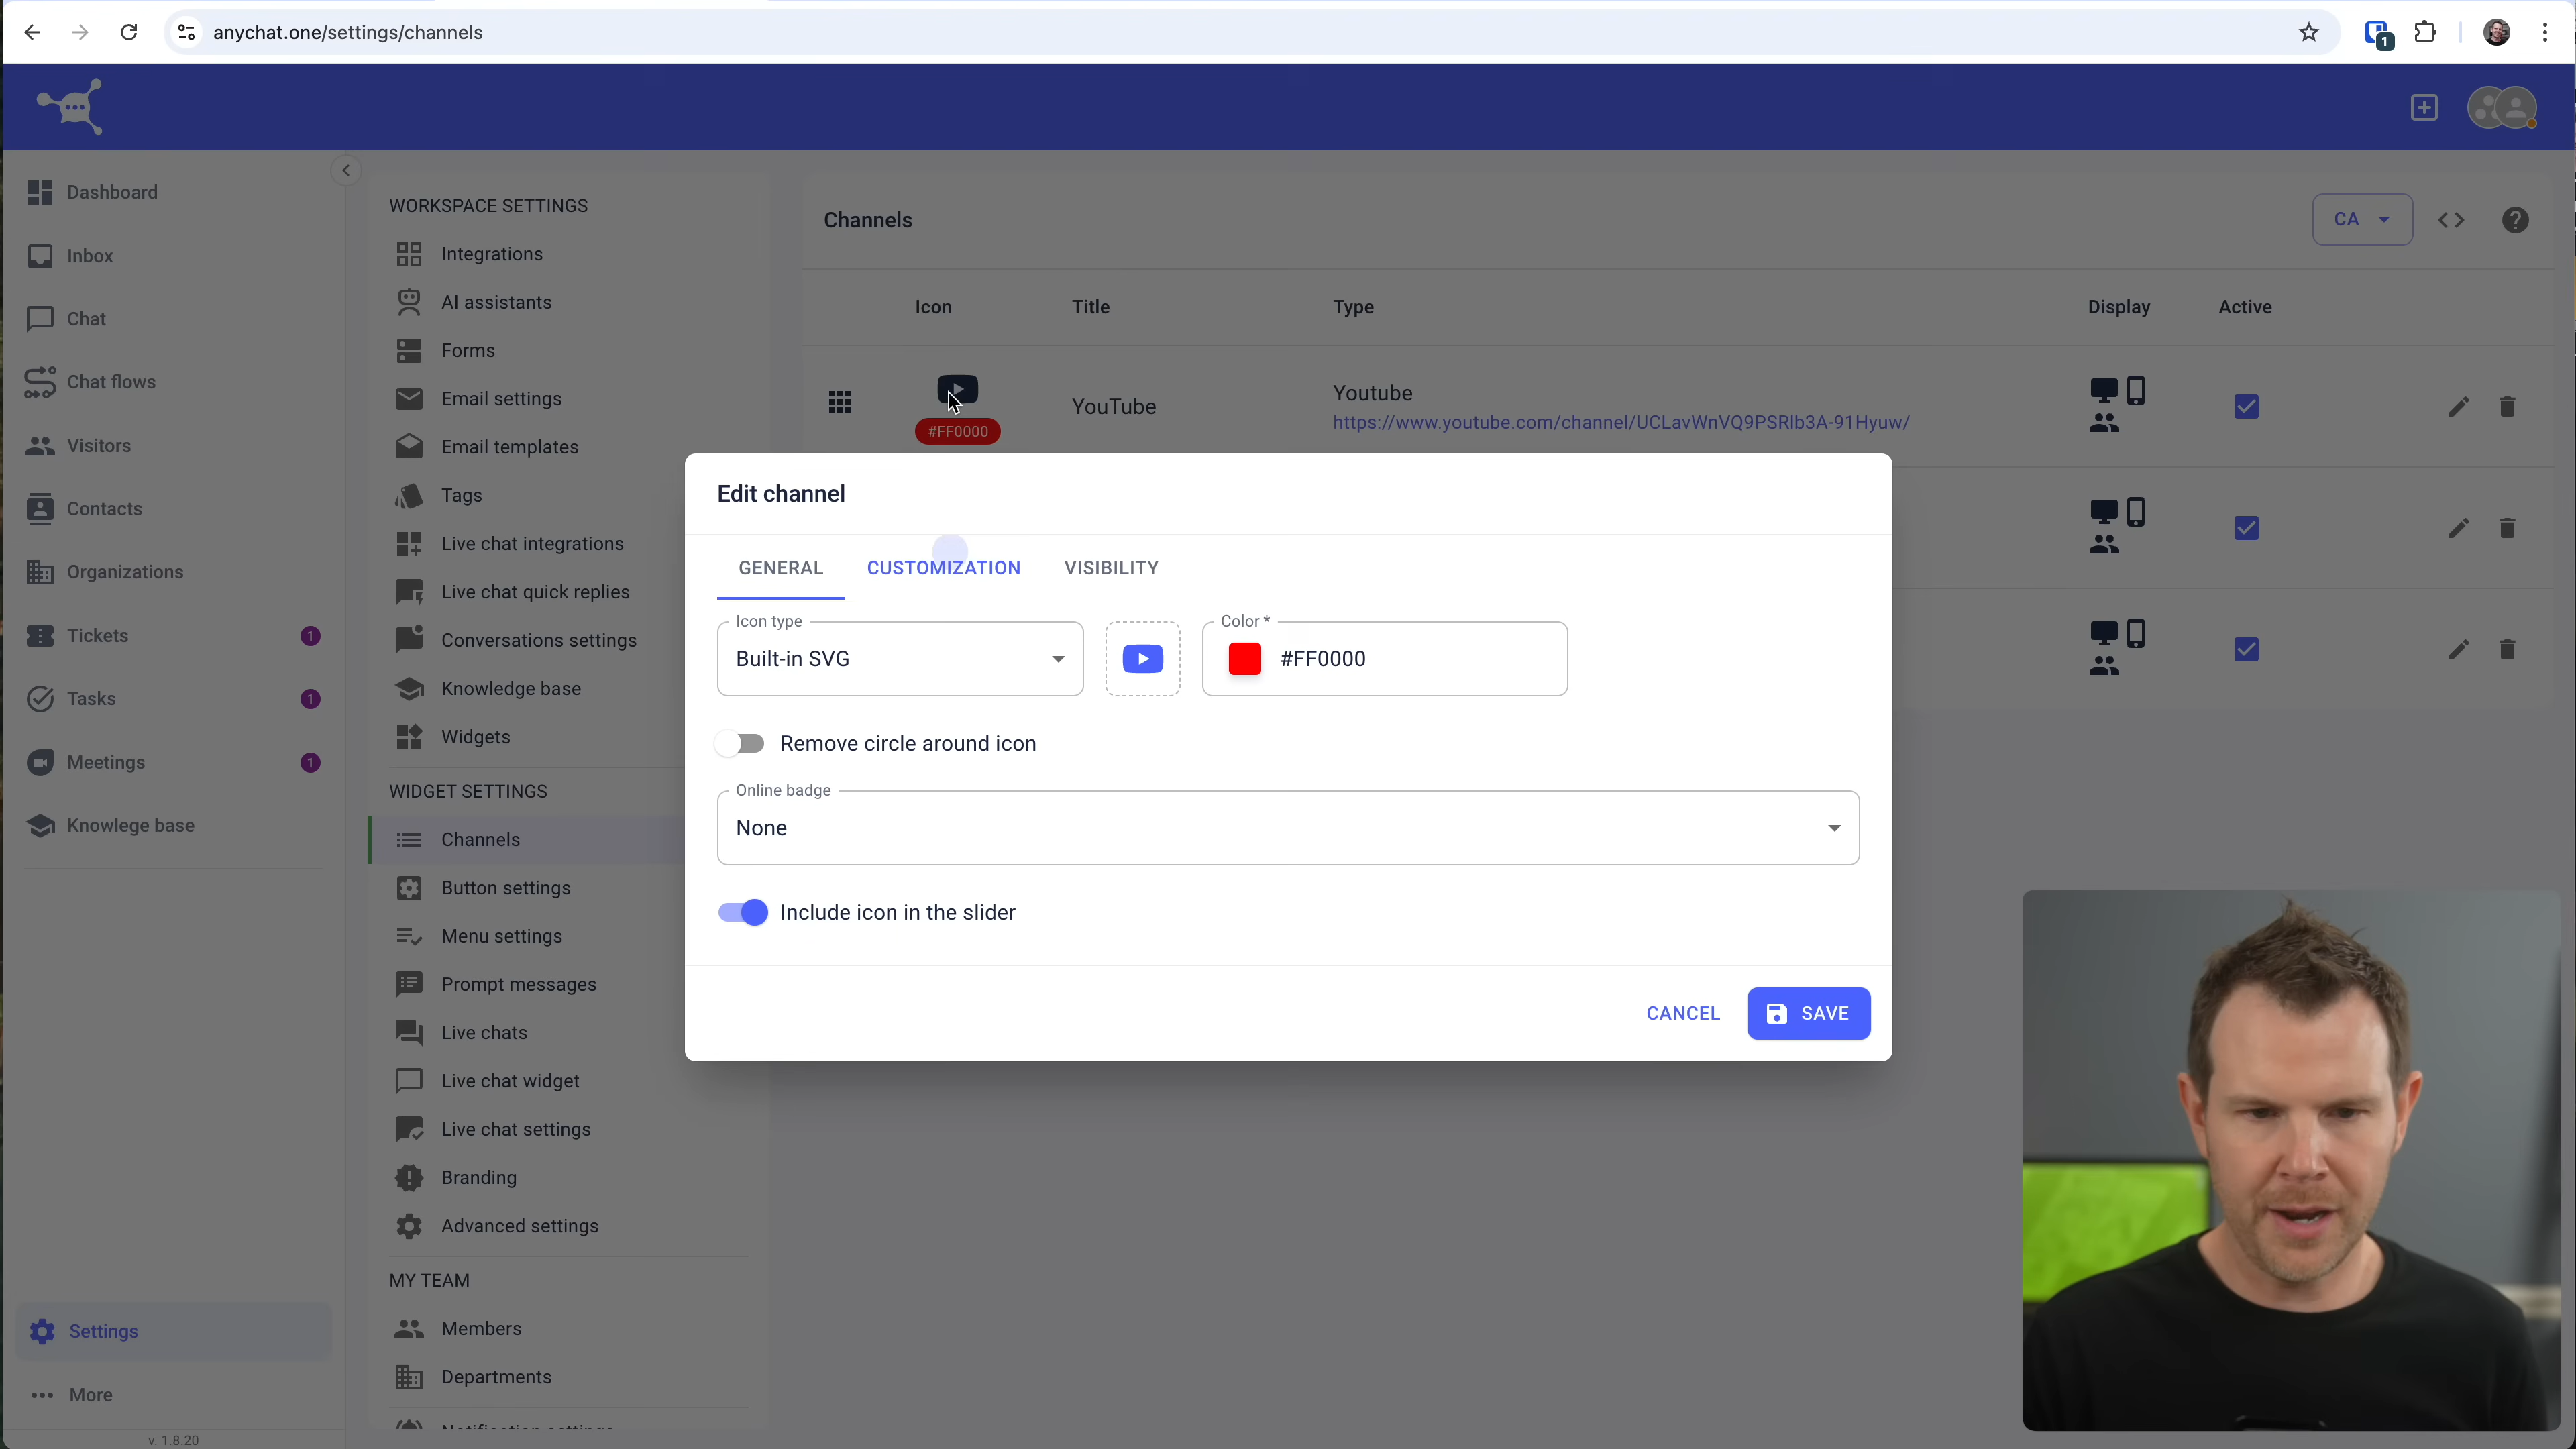 anychat.one/settings/channels
1
Dashboard
Inbox
Chat
Chat flows
Visitors
Contacts
Organizations
Tickets
1
Tasks
1
Meetings
1
Knowlege base
Settings
More
v. 1.8.20
WORKSPACE SETTINGS
Integrations
AI assistants
Forms
Email settings
Email templates
Tags
Live chat integrations
Live chat quick replies
Conversations settings
Knowledge base
Widgets
WIDGET SETTINGS
Channels
Button settings
Menu settings
Prompt messages
Live chats
Live chat widget
Live chat settings
Branding
Advanced settings
MY TEAM
Members
Departments
Channels
CA
Icon Title Type Display Active
#FF0000
YouTube
Youtube
https://www.youtube.com/channel/UCLavWnVQ9PSRlb3A-91Hyuw/
Edit channel
GENERAL CUSTOMIZATION VISIBILITY
Icon type
Built-in SVG
Color *
#FF0000
Remove circle around icon
Online badge
None
Include icon in the slider
CANCEL SAVE